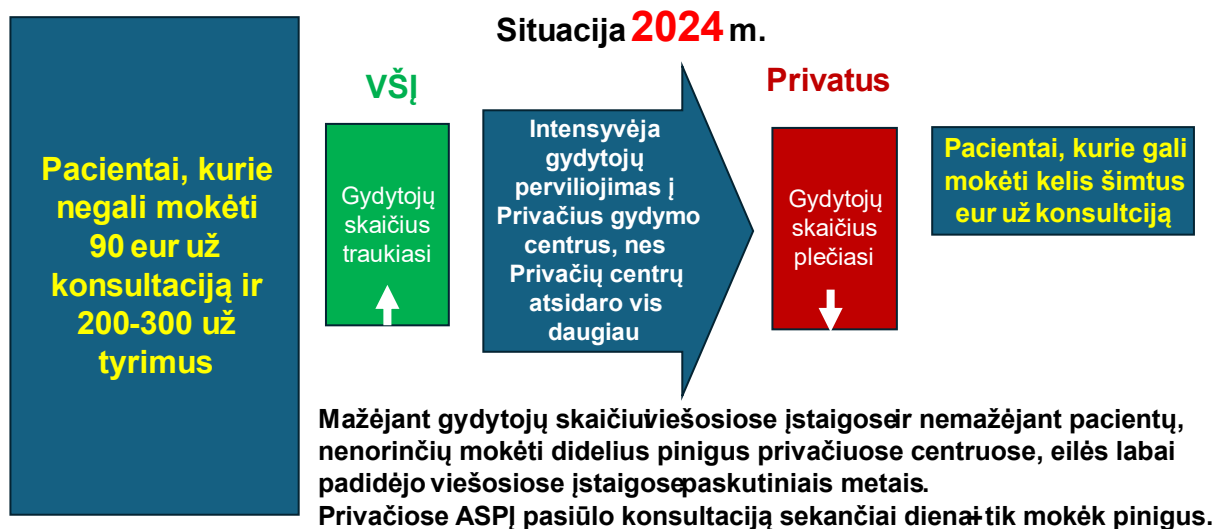 Situacija 2024 m.
Pacientai, kurie
negali mokėti
90 eur už
konsultaciją ir
200-300 už
tyrimus
VŠĮ
Gydytojų
skaičius
traukiasi
Intensyvėja
gydytojų
perviliojimas į
Privačius gydymo
centrus, nes
Privačių centrų
atsidaro vis
daugiau
Privatus
Gydytojų
skaičius
plečiasi
Pacientai, kurie gali
mokėti kelis šimtus
eur už konsultciją
Mažėjant gydytojų skaičiui viešosiose įstaigose ir nemažėjant pacientų,
nenorinčių mokėti didelius pinigus privačiuose centruose, eilės labai
padidėjo viešosiose įstaigose paskutiniais metais.
Privačiose ASPĮ pasiūlo konsultaciją sekančiai dienai – tik mokėk pinigus.